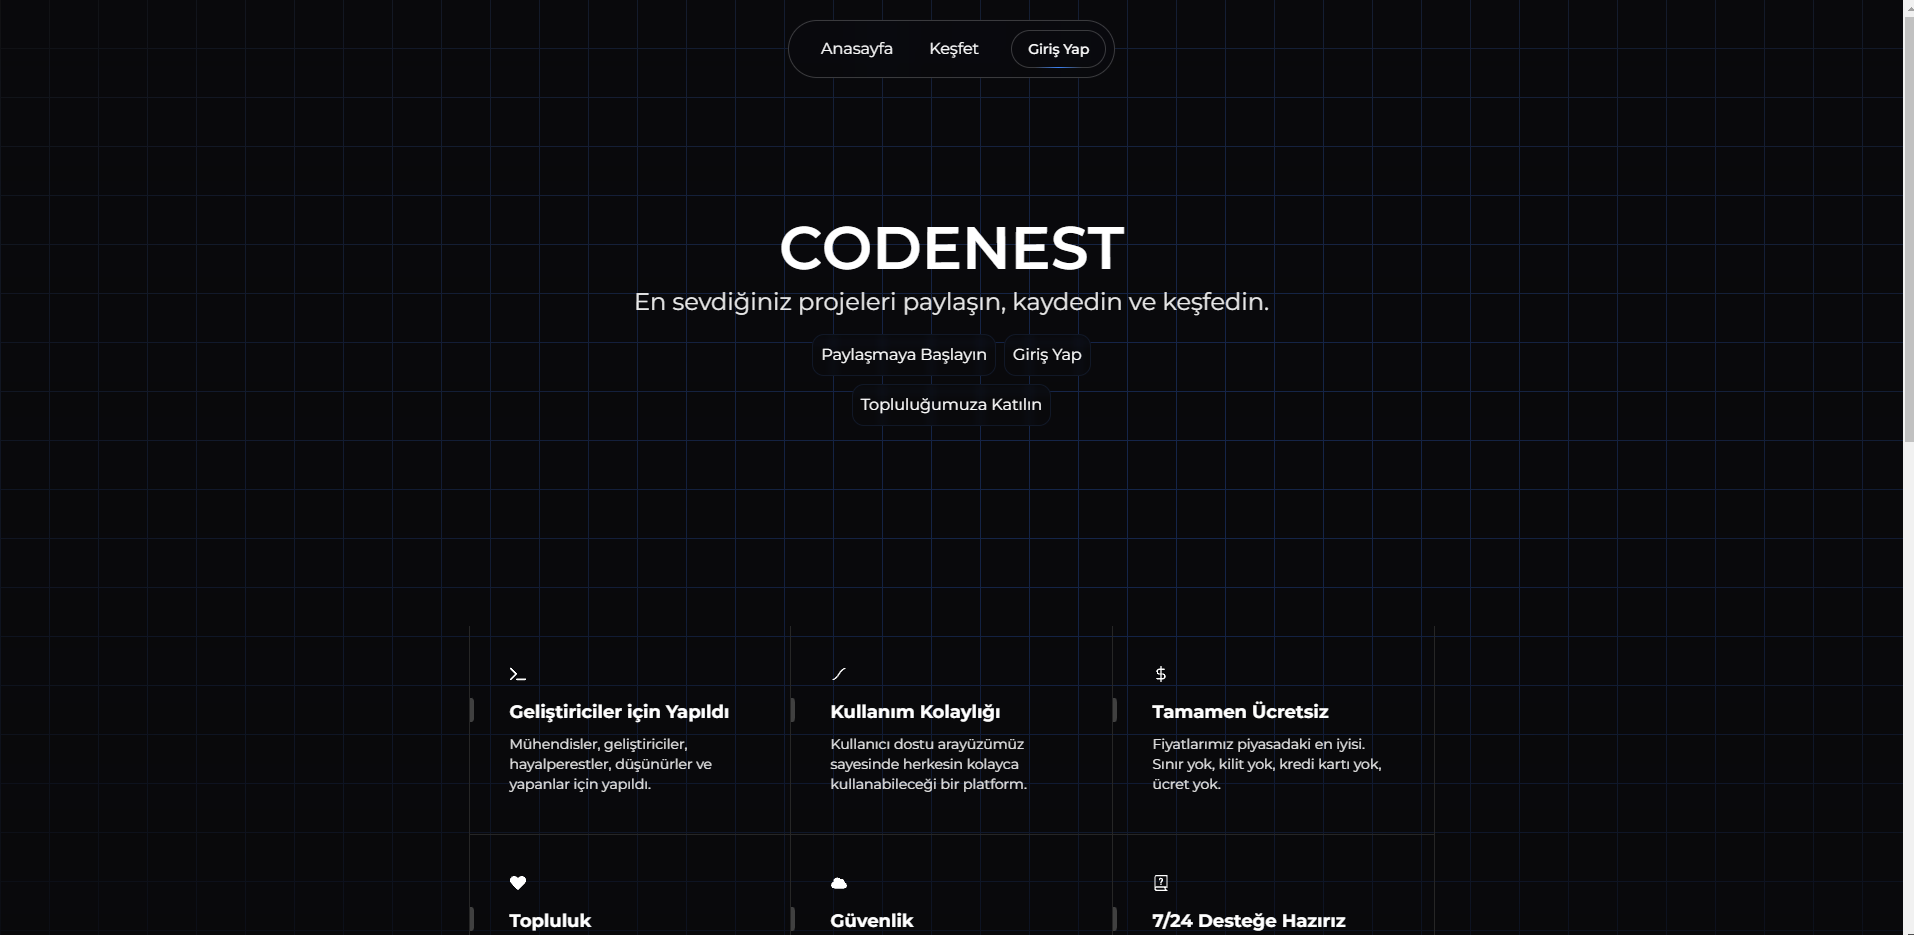 Anasayfa Keşfet Giriş Yap
CODENEST
En sevdiğiniz projeleri paylaşın, kaydedin ve keşfedin.
Paylaşmaya Başlayın Giriş Yap
Topluluğumuza Katılın
Geliştiriciler için Yapıldı
Mühendisler, geliştiriciler,
hayalperestler, düşünürler ve
yapanlar için yapıldı.
Kullanım Kolaylığı
Kullanıcı dostu arayüzümüz
sayesinde herkesin kolayca
kullanabileceği bir platform.
Tamamen Ücretsiz
Fiyatlarımız piyasadaki en iyisi.
Sınır yok, kilit yok, kredi kartı yok,
ücret yok.
Topluluk
Güvenlik
7/24 Desteğe Hazırız